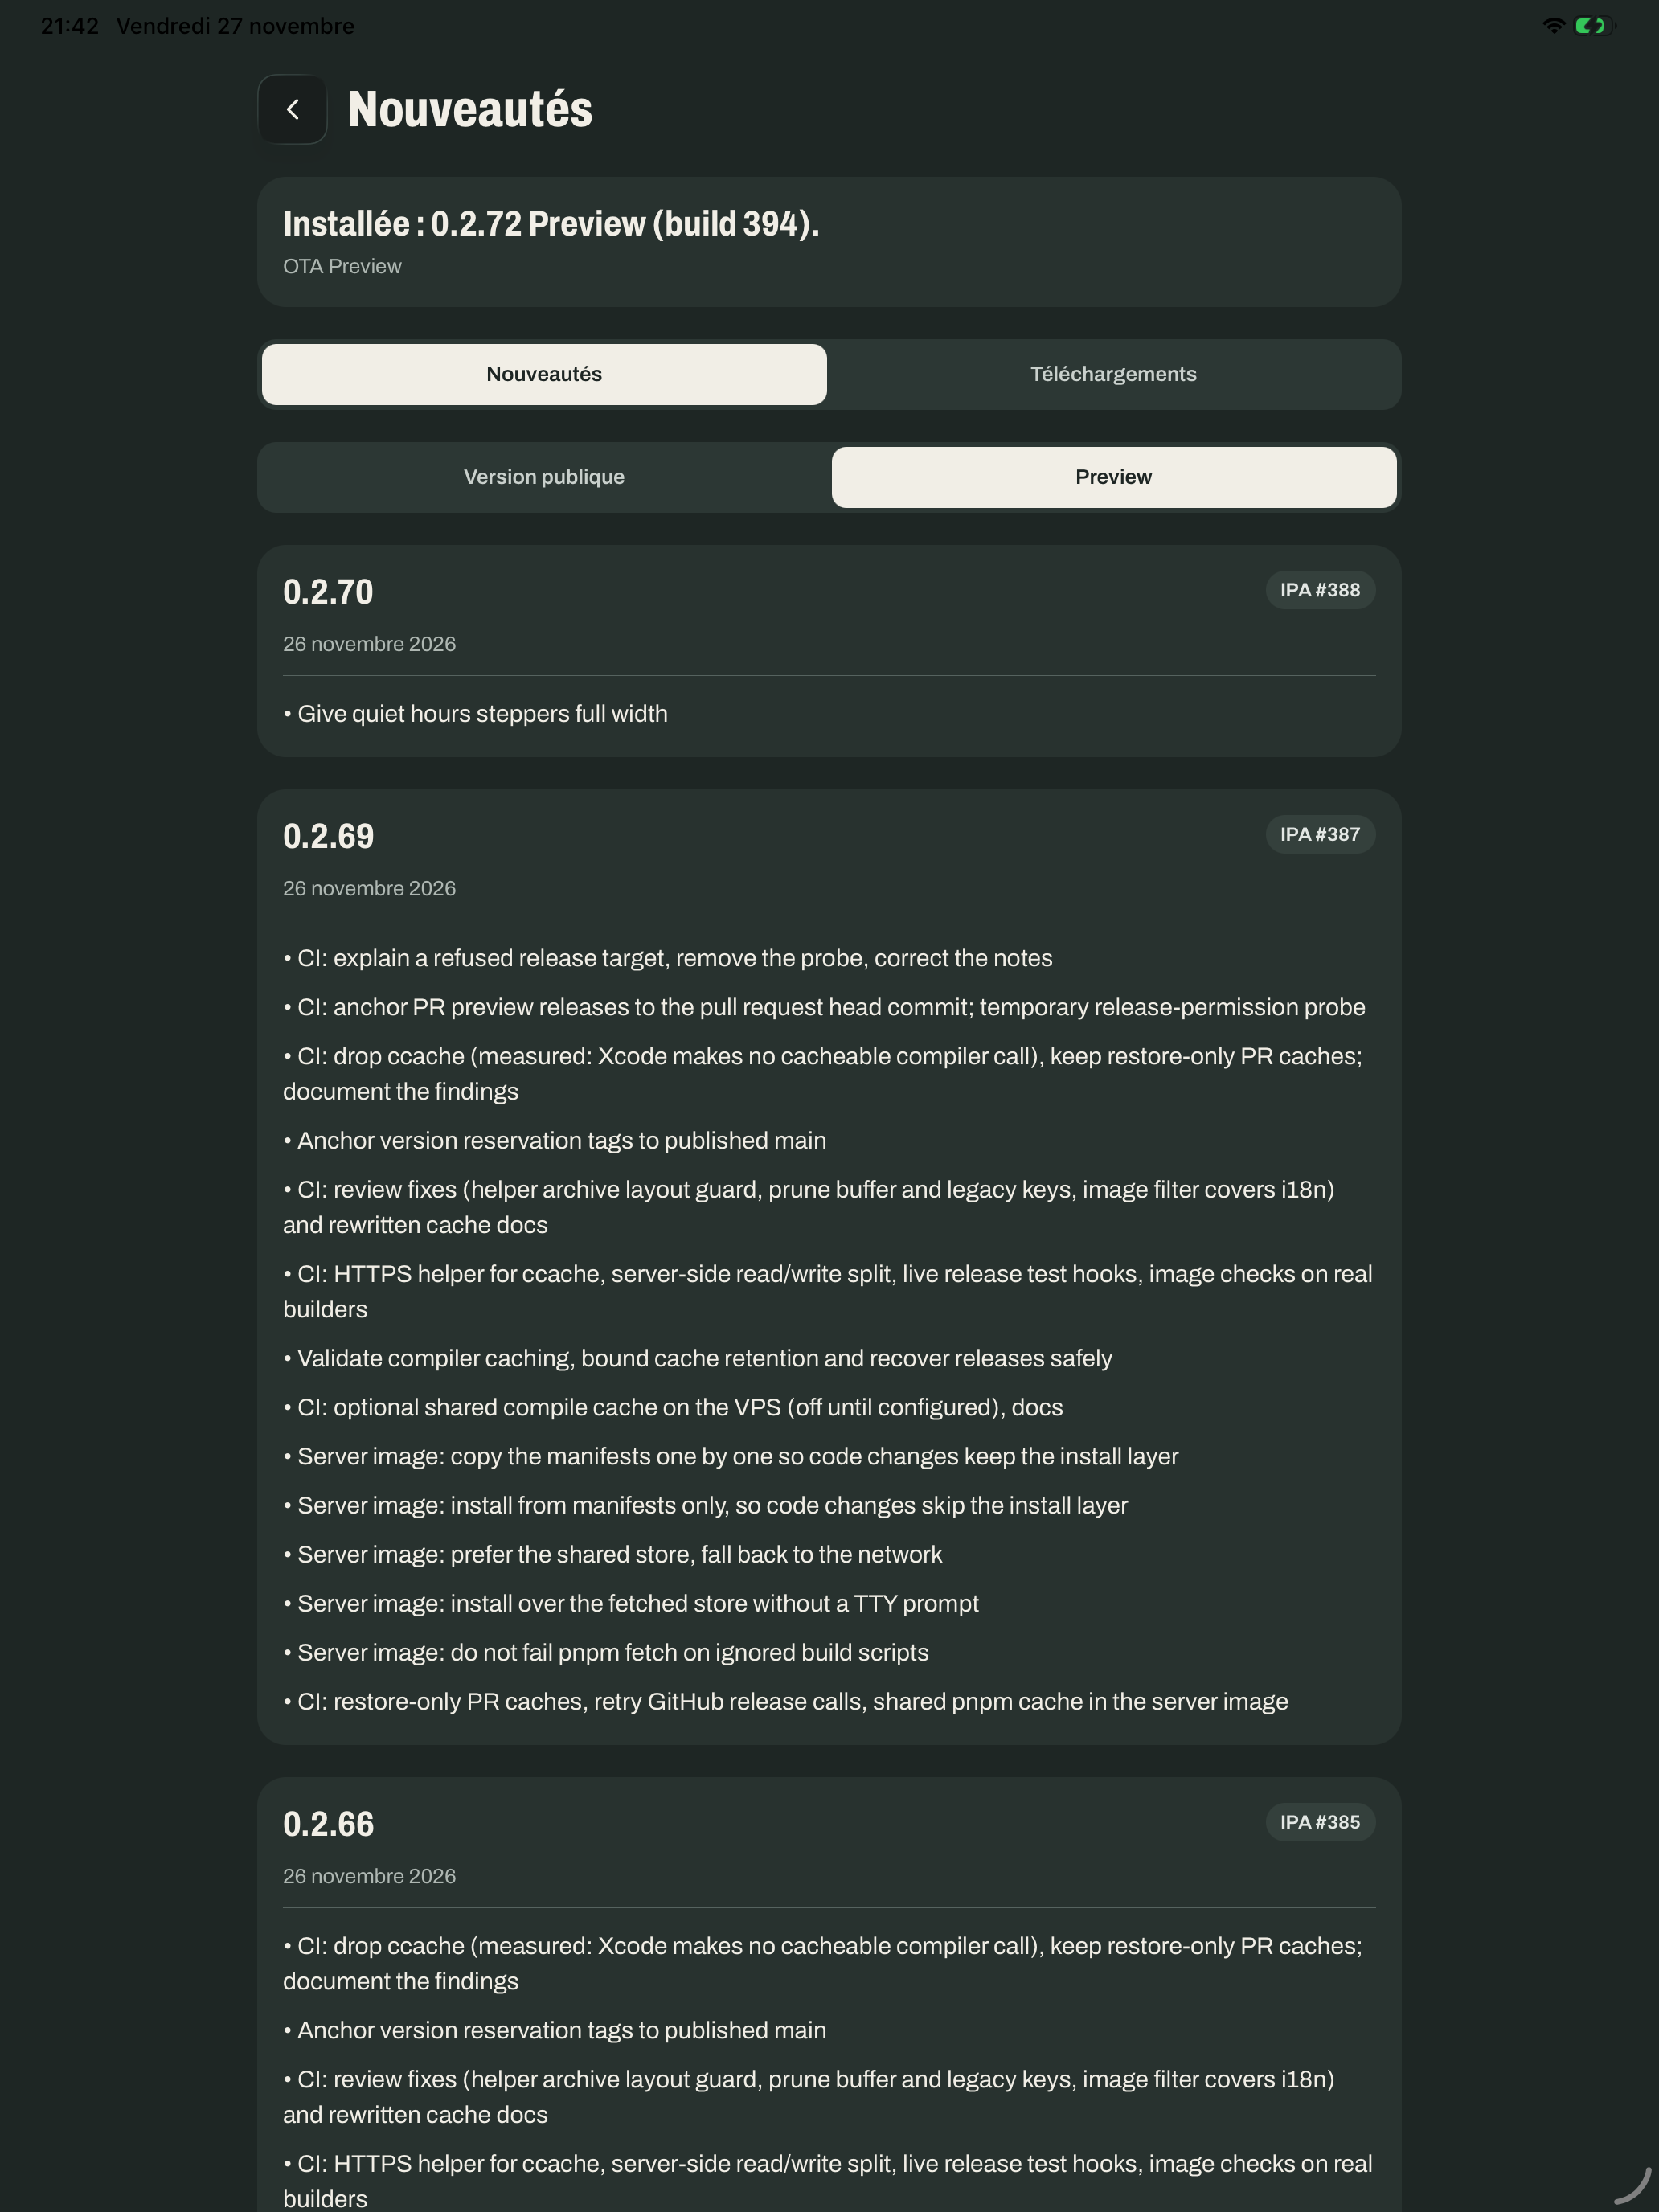 21:42 Vendredi 27 novembre
Nouveautés
Installée : 0.2.72 Preview (build 394).
OTA Preview
Nouveautés
Téléchargements
Version publique
Preview
0.2.70
IPA #388
26 novembre 2026
• Give quiet hours steppers full width
0.2.69
IPA #387
26 novembre 2026
• CI: explain a refused release target, remove the probe, correct the notes
• CI: anchor PR preview releases to the pull request head commit; temporary release-permission probe
• CI: drop ccache (measured: Xcode makes no cacheable compiler call), keep restore-only PR caches;
document the findings
• Anchor version reservation tags to published main
• CI: review fixes (helper archive layout guard, prune buffer and legacy keys, image filter covers i18n)
and rewritten cache docs
• CI: HTTPS helper for ccache, server-side read/write split, live release test hooks, image checks on real
builders
• Validate compiler caching, bound cache retention and recover releases safely
• CI: optional shared compile cache on the VPS (off until configured), docs
• Server image: copy the manifests one by one so code changes keep the install layer
• Server image: install from manifests only, so code changes skip the install layer
• Server image: prefer the shared store, fall back to the network
• Server image: install over the fetched store without a TTY prompt
• Server image: do not fail pnpm fetch on ignored build scripts
• CI: restore-only PR caches, retry GitHub release calls, shared pnpm cache in the server image
0.2.66
IPA #385
26 novembre 2026
• CI: drop ccache (measured: Xcode makes no cacheable compiler call), keep restore-only PR caches;
document the findings
• Anchor version reservation tags to published main
• CI: review fixes (helper archive layout guard, prune buffer and legacy keys, image filter covers i18n)
and rewritten cache docs
• CI: HTTPS helper for ccache, server-side read/write split, live release test hooks, image checks on real
builders